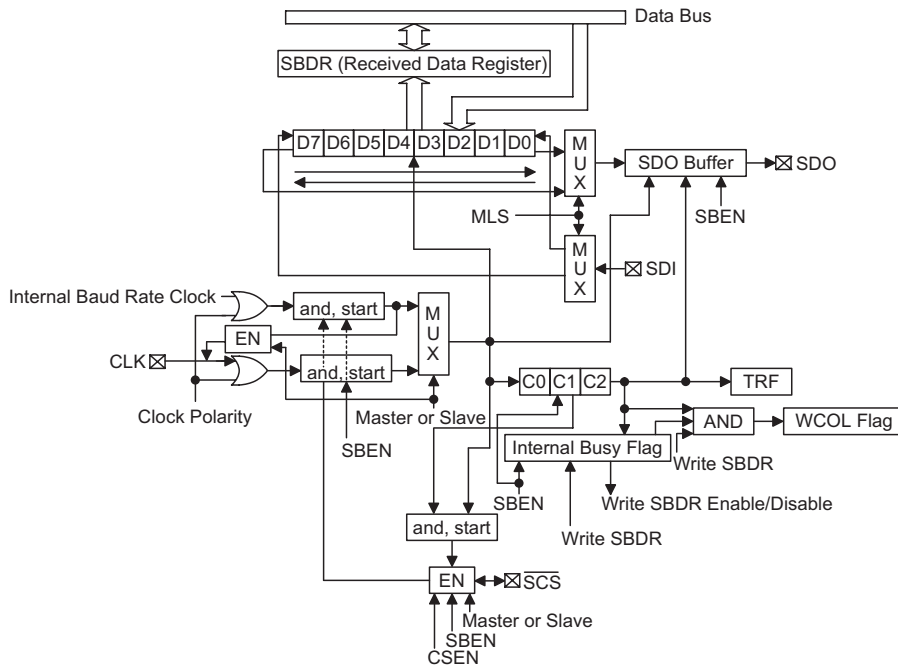 Data Bus
SBDR (Received Data Register)
D7 D6 D5 D4 D3 D2 D1 D0
MUX
SDO Buffer
SDO
MLS
SBEN
MUX
SDI
Internal Baud Rate Clock
and, start
MUX
EN
CLK
and, start
C0 C1 C2
TRF
Clock Polarity
Master or Slave
SBEN
AND
WCOL Flag
Internal Busy Flag
Write SBDR
SBEN
Write SBDR Enable/Disable
and, start
Write SBDR
EN
SCS
Master or Slave
SBEN
CSEN